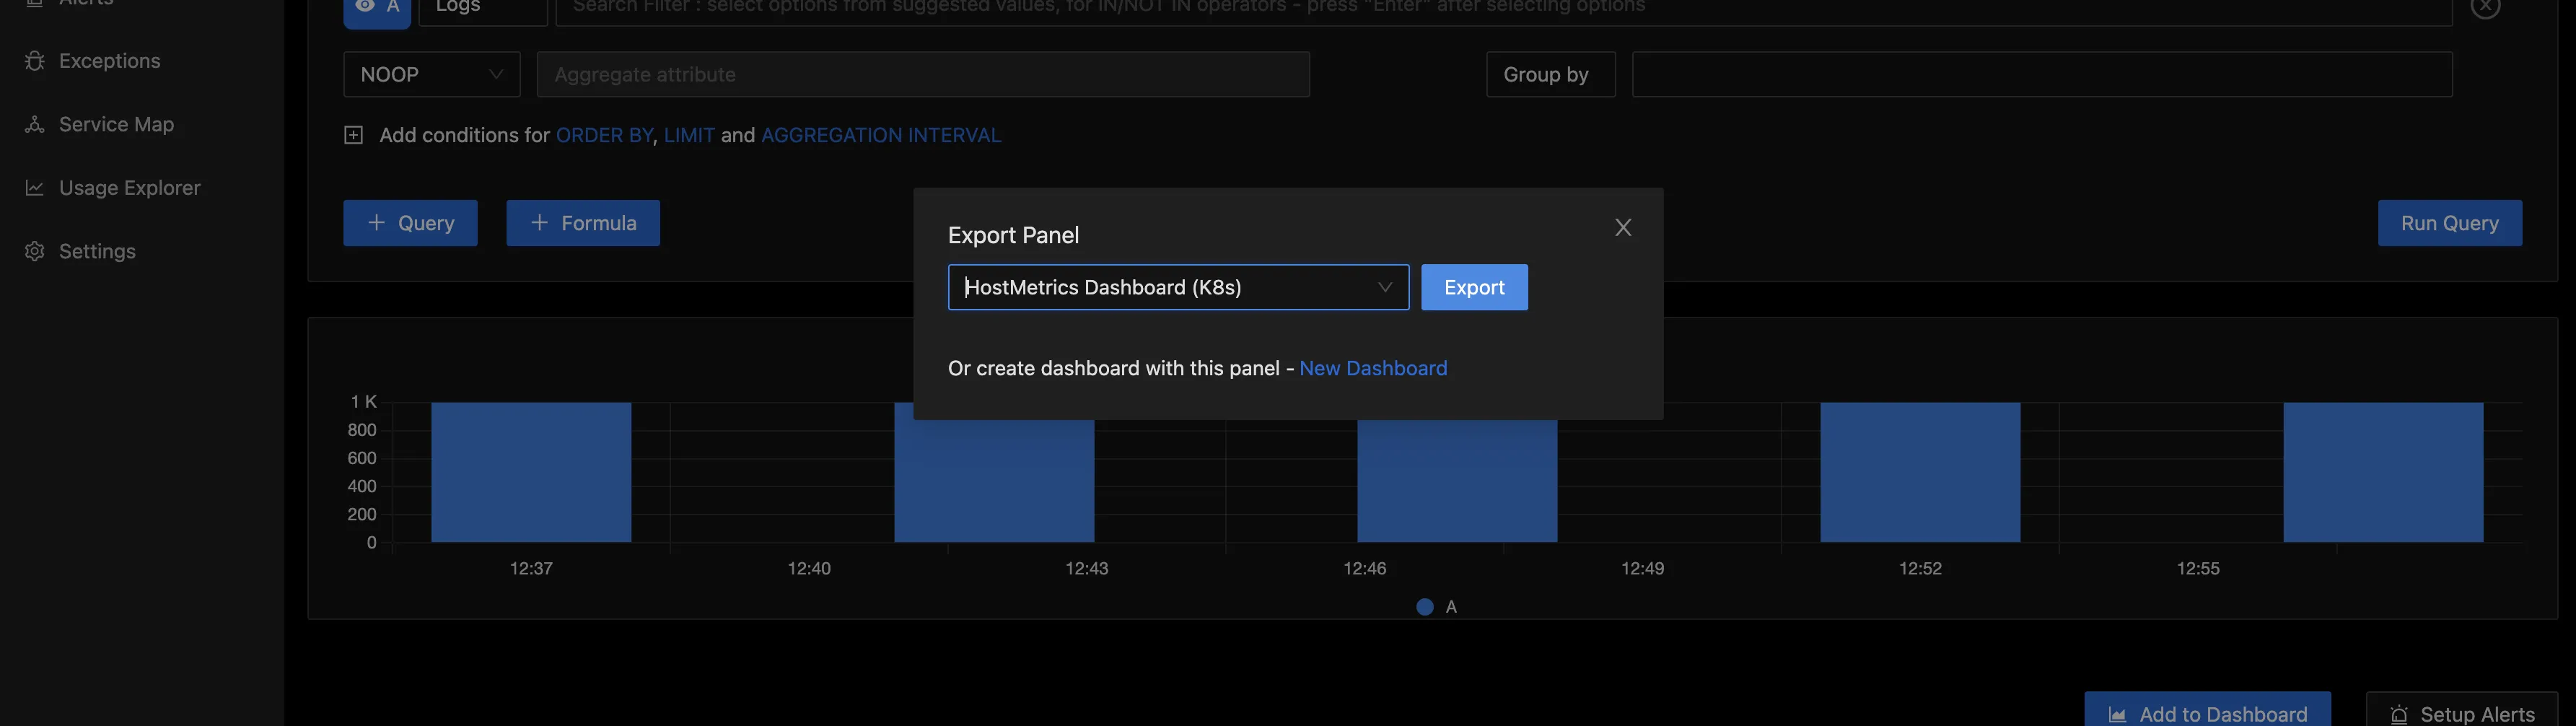 Alerts
Exceptions
Service Map
Usage Explorer
Settings
A
Logs
Search Filter : select options from suggested values, for IN/NOT IN operators - press "Enter" after selecting options
NOOP
Aggregate attribute
Group by
Add conditions for ORDER BY, LIMIT and AGGREGATION INTERVAL
+ Query
+ Formula
Run Query
Export Panel
HostMetrics Dashboard (K8s)
Export
Or create dashboard with this panel - New Dashboard
1 K
800
600
400
200
0
12:37 12:40 12:43 12:46 12:49 12:52 12:55
A
Add to Dashboard
Setup Alerts